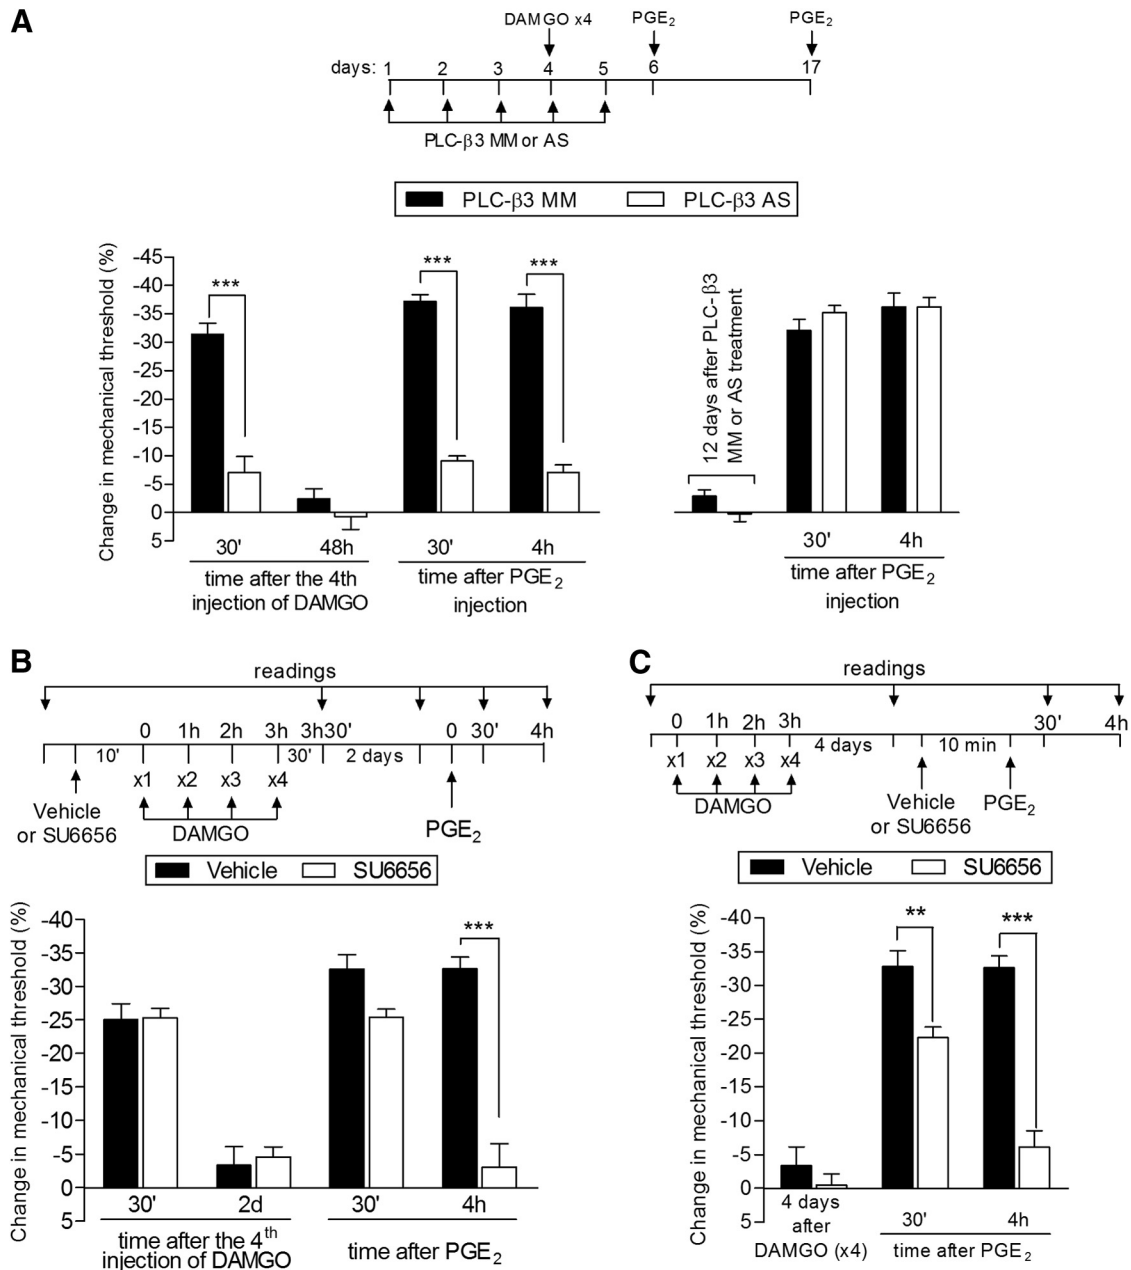 A
DAMGO x4 PGE2 PGE2
days: 1 2 3 4 5 6 17
PLC-β3 MM or AS
PLC-β3 MM PLC-β3 AS
Change in mechanical threshold (%)
-45
-40
-35
-30
-25
-20
-15
-10
-5
0
5
***
***
***
30' 48h 30' 4h
time after the 4th
injection of DAMGO
time after PGE2
injection
12 days after PLC-β3
MM or AS treatment
30' 4h
time after PGE2
injection
B
readings
0 1h 2h 3h 3h30' 0 30' 4h
10' 30' 2 days
x1 x2 x3 x4
Vehicle
or SU6656
DAMGO
PGE2
Vehicle SU6656
Change in mechanical threshold (%)
-40
-35
-30
-25
-20
-15
-10
-5
0
5
***
30' 2d 30' 4h
time after the 4th
injection of DAMGO
time after PGE2
C
readings
0 1h 2h 3h 30' 4h
4 days 10 min
x1 x2 x3 x4
DAMGO
Vehicle
or SU6656
PGE2
Vehicle SU6656
Change in mechanical threshold (%)
-40
-35
-30
-25
-20
-15
-10
-5
0
5
**
***
4 days
after
DAMGO (x4)
30' 4h
time after PGE2